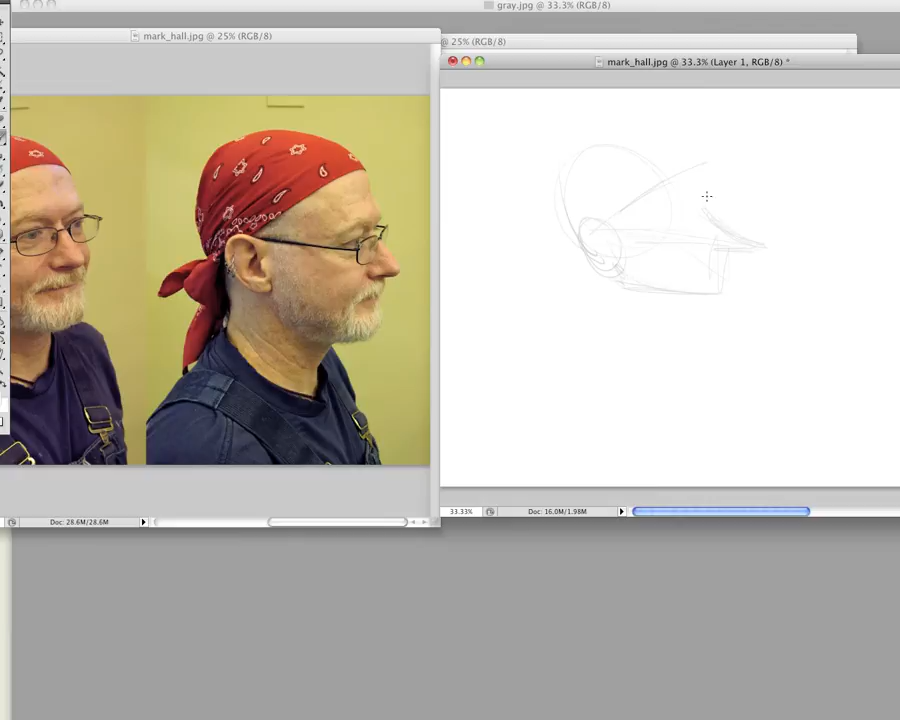 gray.jpg @ 33.3% (RGB/8)
mark_hall.jpg @ 25% (RGB/8)
@ 25% (RGB/8)
mark_hall.jpg @ 33.3% (Layer 1, RGB/8) *
33.33%
Doc: 16.0M/1.98M
Doc: 28.6M/28.6M